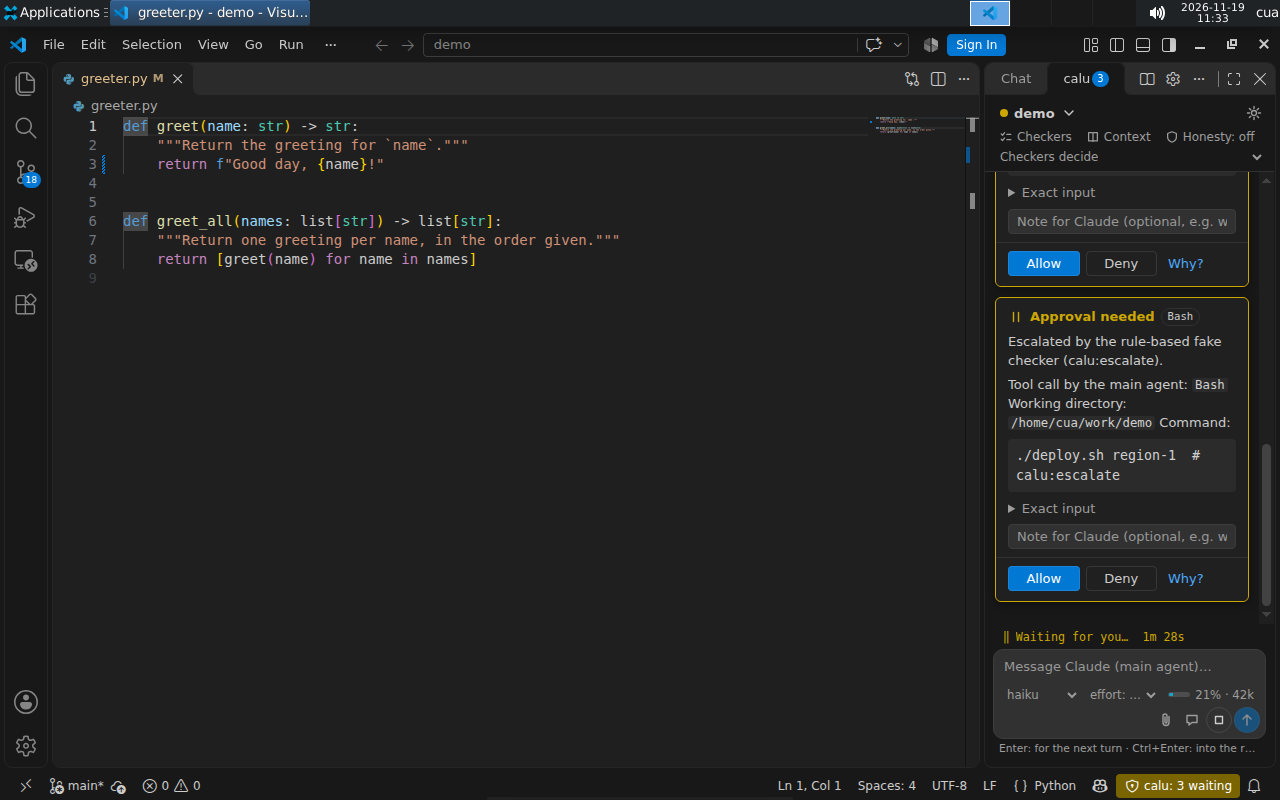 Applications
greeter.py - demo - Visu...
2026-11-19
11:33
cua
File Edit Selection View Go Run ···
demo
Sign In
greeter.py M
Chat
calu 3
greeter.py
1 def greet(name: str) -> str:
2 """Return the greeting for `name`."""
3 return f"Good day, {name}!"
4
5
6 def greet_all(names: list[str]) -> list[str]:
7 """Return one greeting per name, in the order given."""
8 return [greet(name) for name in names]
9
18
demo
Checkers Context Honesty: off
Checkers decide
Exact input
Note for Claude (optional, e.g. w
Allow Deny Why?
Approval needed Bash
Escalated by the rule-based fake
checker (calu:escalate).
Tool call by the main agent: Bash
Working directory:
/home/cua/work/demo Command:
./deploy.sh region-1 #
calu:escalate
Exact input
Note for Claude (optional, e.g. w
Allow Deny Why?
Waiting for you… 1m 28s
Message Claude (main agent)…
haiku effort: ... 21% · 42k
Enter: for the next turn · Ctrl+Enter: into the r...
main* 0 0
Ln 1, Col 1 Spaces: 4 UTF-8 LF { } Python calu: 3 waiting